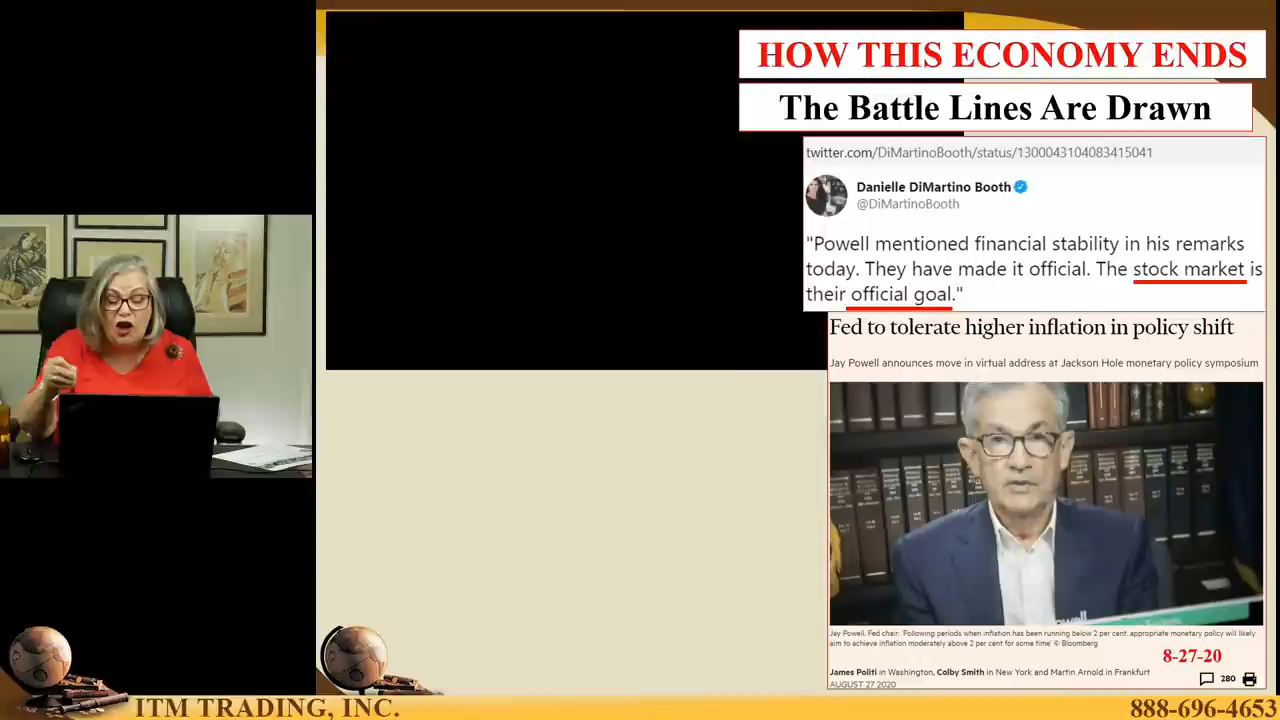 HOW THIS ECONOMY ENDS
The Battle Lines Are Drawn
twitter.com/DiMartinoBooth/status/1300043104083415041
Danielle DiMartino Booth
@DiMartinoBooth
"Powell mentioned financial stability in his remarks
today. They have made it official. The stock market is
their official goal."
Fed to tolerate higher inflation in policy shift
Jay Powell announces move in virtual address at Jackson Hole monetary policy symposium
Jay Powell, Fed chair: 'Following periods when inflation has been running below 2 per cent, appropriate monetary policy will likely
aim to achieve inflation moderately above 2 per cent for some time' © Bloomberg
8-27-20
James Politi in Washington, Colby Smith in New York and Martin Arnold in Frankfurt
AUGUST 27 2020
280
ITM TRADING, INC.
888-696-4653